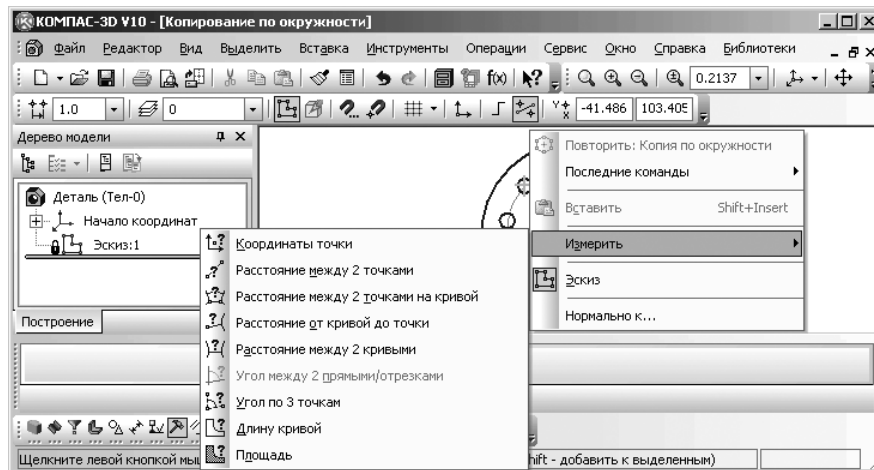 КОМПАС-3D V10 - [Копирование по окружности]
Файл Редактор Вид Выделить Вставка Инструменты Операции Сервис Окно Справка Библиотеки
f(x) 0.2137
1.0 0 -41.486 103.405
Дерево модели
Деталь (Тел-0)
Начало координат
Эскиз:1
Построение
Повторить: Копия по окружности
Последние команды
Вставить Shift+Insert
Измерить
Эскиз
Нормально к...
Координаты точки
Расстояние между 2 точками
Расстояние между 2 точками на кривой
Расстояние от кривой до точки
Расстояние между 2 кривыми
Угол между 2 прямыми/отрезками
Угол по 3 точкам
Длину кривой
Площадь
Щелкните левой кнопкой мыш hift - добавить к выделенным)